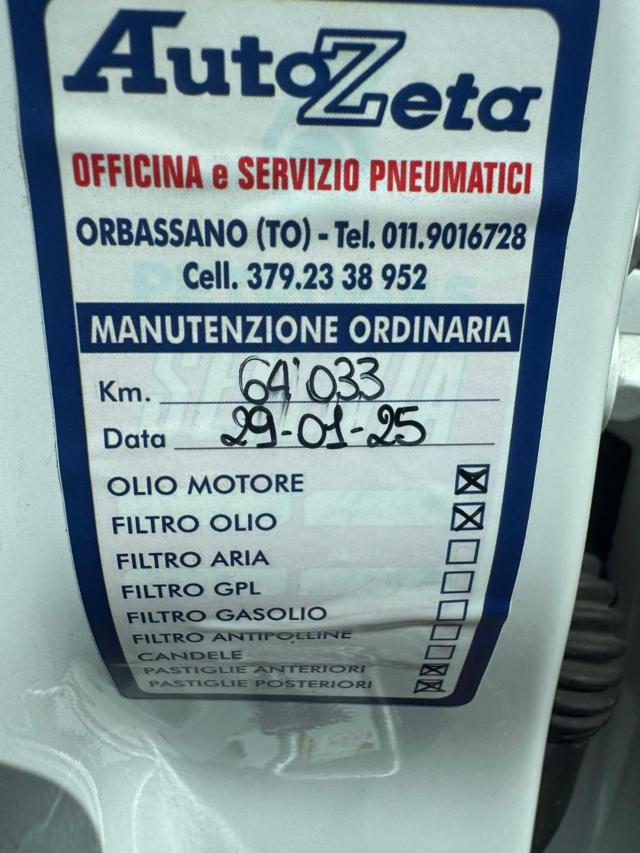 AutoZeta
OFFICINA e SERVIZIO PNEUMATICI
ORBASSANO (TO) - Tel. 011.9016728
Cell. 379.23 38 952
MANUTENZIONE ORDINARIA
Km. 64'033
Data 29-01-25
OLIO MOTORE ☒
FILTRO OLIO ☒
FILTRO ARIA ☐
FILTRO GPL ☐
FILTRO GASOLIO ☐
FILTRO ANTIPOLLINE ☐
CANDELE ☐
PASTIGLIE ANTERIORI ☒
PASTIGLIE POSTERIORI ☒